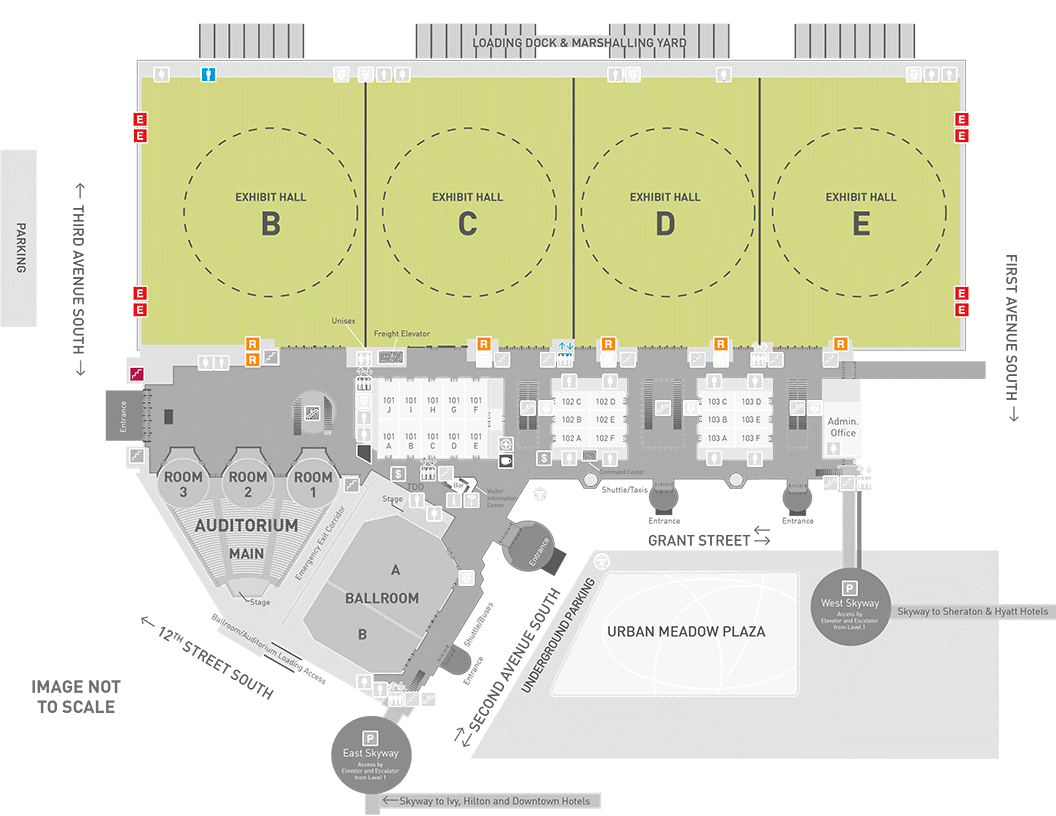 LOADING DOCK & MARSHALLING YARD
E
E
E
E
EXHIBIT HALL
B
EXHIBIT HALL
C
EXHIBIT HALL
D
EXHIBIT HALL
E
PARKING
THIRD AVENUE SOUTH
FIRST AVENUE SOUTH
E
E
E
E
Unisex
Freight Elevator
R
R
R
R
R
R
Entrance
101 J
101 I
101 H
101 G
101 F
101 A
101 B
101 C
101 D
101 E
102 C
102 D
102 B
102 E
102 A
102 F
103 C
103 D
103 B
103 E
103 A
103 F
Admin.
Office
ROOM
3
ROOM
2
ROOM
1
AUDITORIUM
MAIN
Stage
Emergency Exit Corridor
$
TDD
Bar
Visitor
Information
Center
$
Command Center
Stage
Shuttle/Taxis
Entrance
Entrance
GRANT STREET
Entrance
A
BALLROOM
B
Shuttle/Buses
Entrance
Ballroom/Auditorium Loading Access
12TH STREET SOUTH
SECOND AVENUE SOUTH
UNDERGROUND PARKING
URBAN MEADOW PLAZA
P
West Skyway
Access by
Elevator and Escalator
from Level 1
Skyway to Sheraton & Hyatt Hotels
IMAGE NOT
TO SCALE
P
East Skyway
Access by
Elevator and Escalator
from Level 1
Skyway to Ivy, Hilton and Downtown Hotels